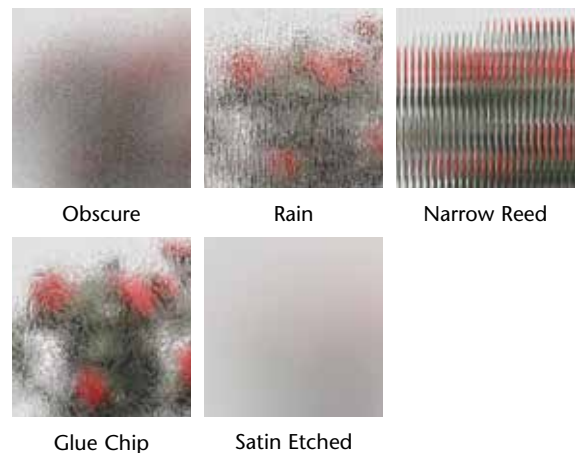 Obscure
Rain
Narrow Reed
Glue Chip
Satin Etched